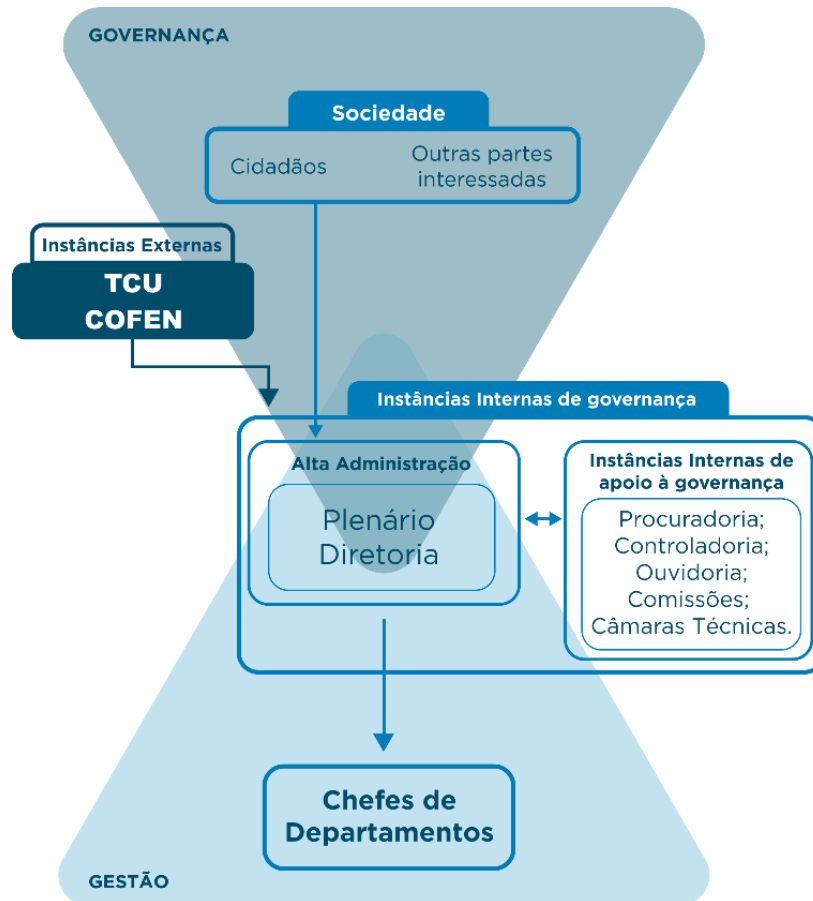 GOVERNANÇA
Sociedade
Cidadãos
Outras partes
interessadas
Instâncias Externas
TCU
COFEN
Instâncias Internas de governança
Alta Administração
Plenário
Diretoria
Instâncias Internas de
apoio à governança
Procuradoria;
Controladoria;
Ouvidoria;
Comissões;
Câmaras Técnicas.
Chefes de
Departamentos
GESTÃO